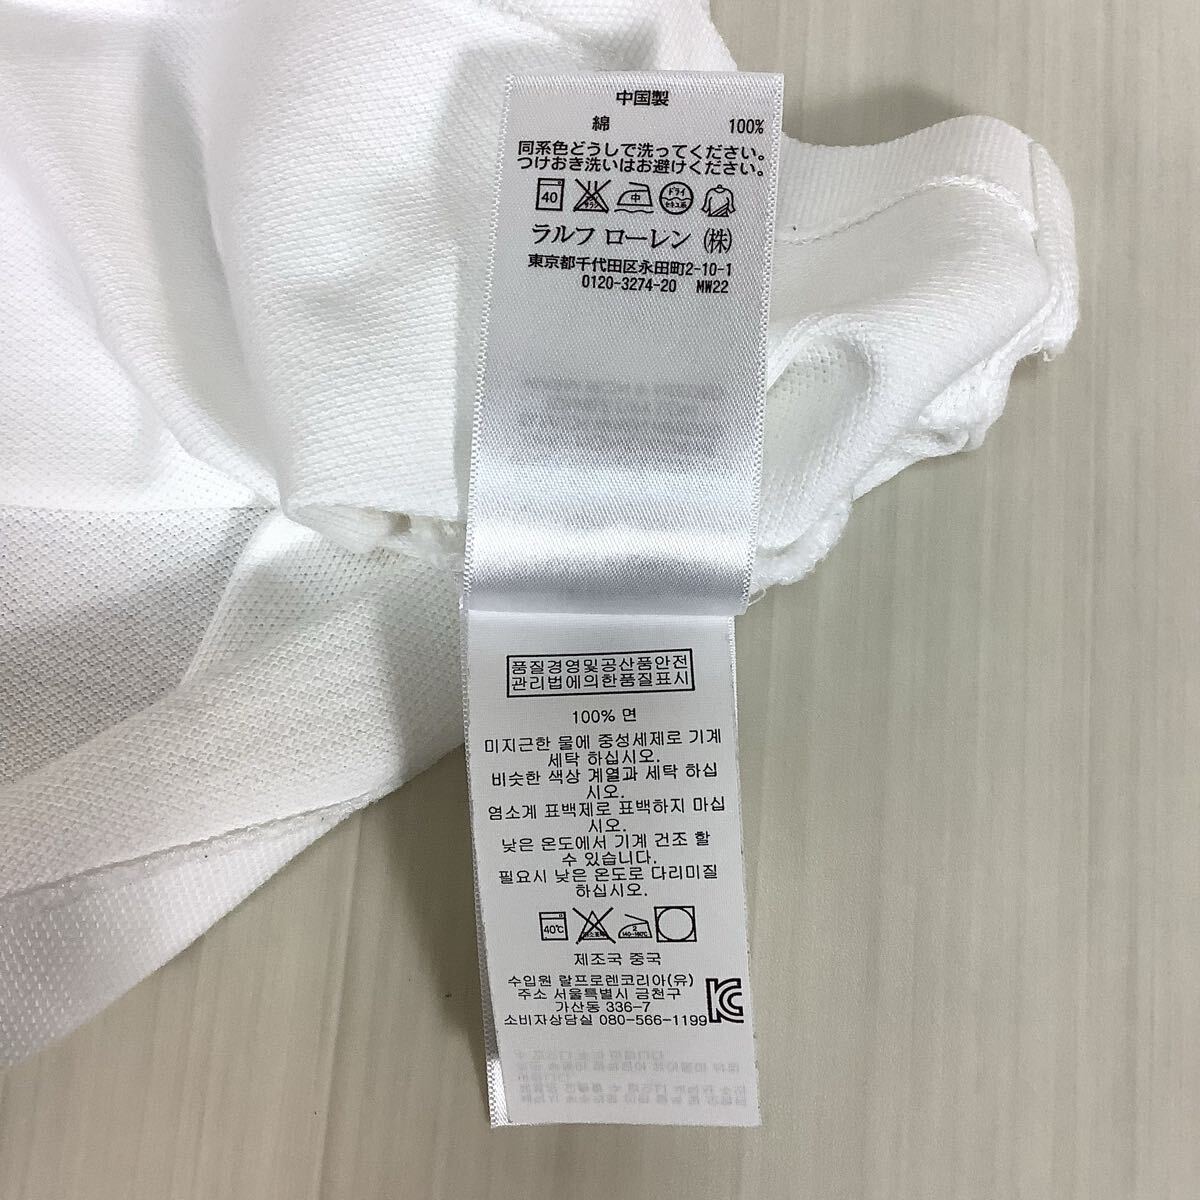 中国製
綿 100%
同系色どうしで洗ってください。
つけおき洗いはお避けください。
40 中 ドライ
ラルフ ローレン (株)
東京都千代田区永田町2-10-1
0120-3274-20 MW22
품질경영및공산품안전
관리법에의한품질표시
100% 면
미지근한 물에 중성세제로 기계
세탁 하십시오.
비슷한 색상 계열과 세탁 하십
시오.
염소계 표백제로 표백하지 마십
시오.
낮은 온도에서 기계 건조 할
수 있습니다.
필요시 낮은 온도로 다리미질
하십시오.
40℃ 2
제조국 중국
수입원 랄프로렌코리아(유)
주소 서울특별시 금천구
가산동 336-7
소비자상담실 080-566-1199